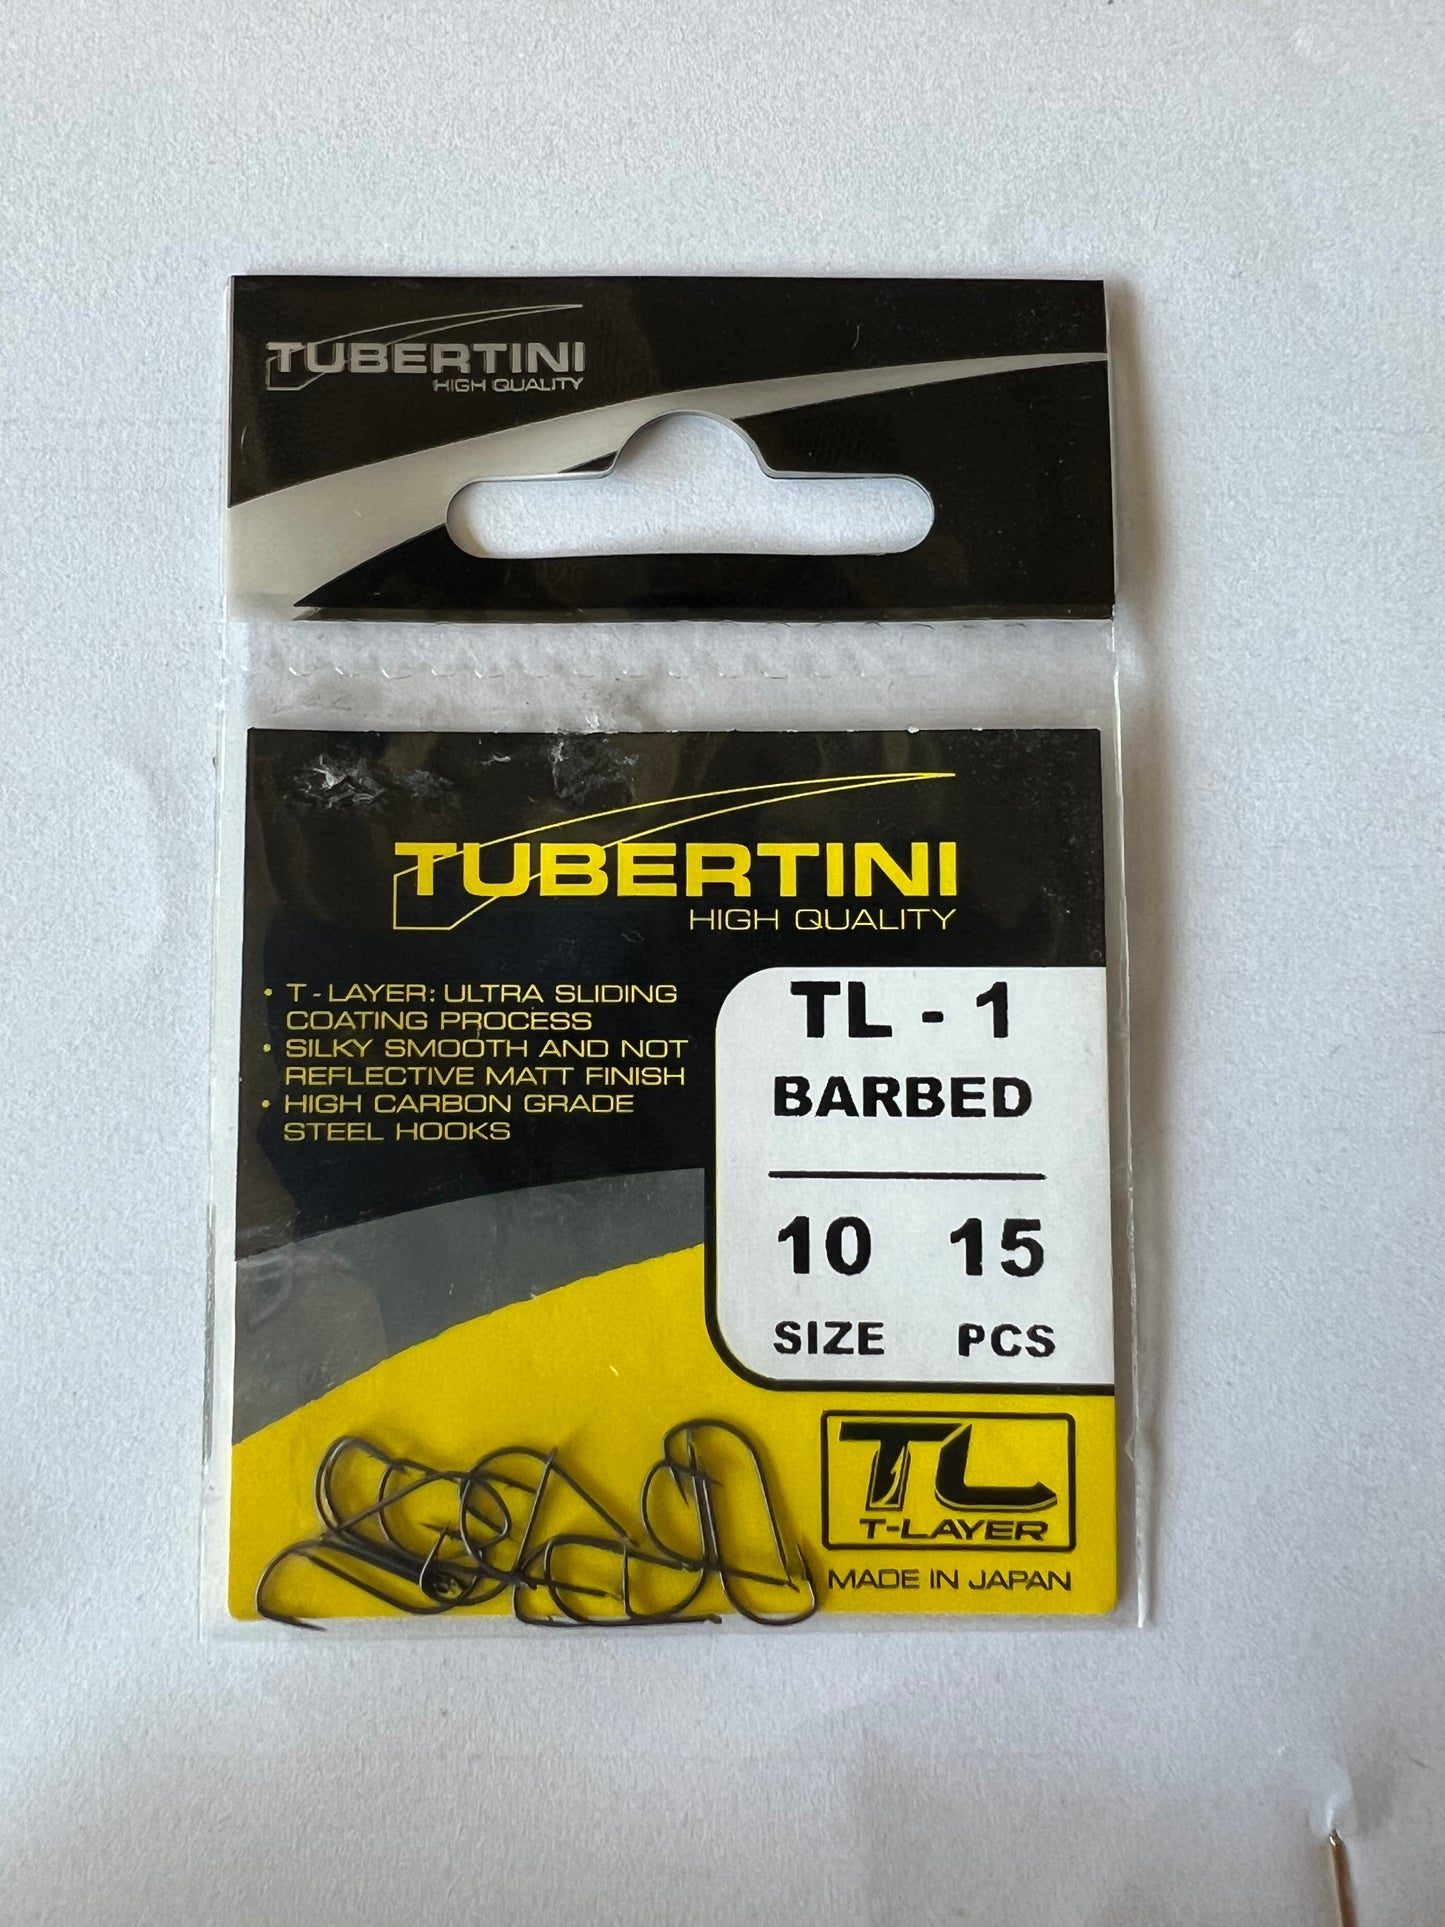 TUBERTINI
HIGH QUALITY
TUBERTINI
HIGH QUALITY
• T-LAYER: ULTRA SLIDING
COATING PROCESS
• SILKY SMOOTH AND NOT
REFLECTIVE MATT FINISH
• HIGH CARBON GRADE
STEEL HOOKS
TL - 1
BARBED
10 15
SIZE PCS
TL
T-LAYER
MADE IN JAPAN